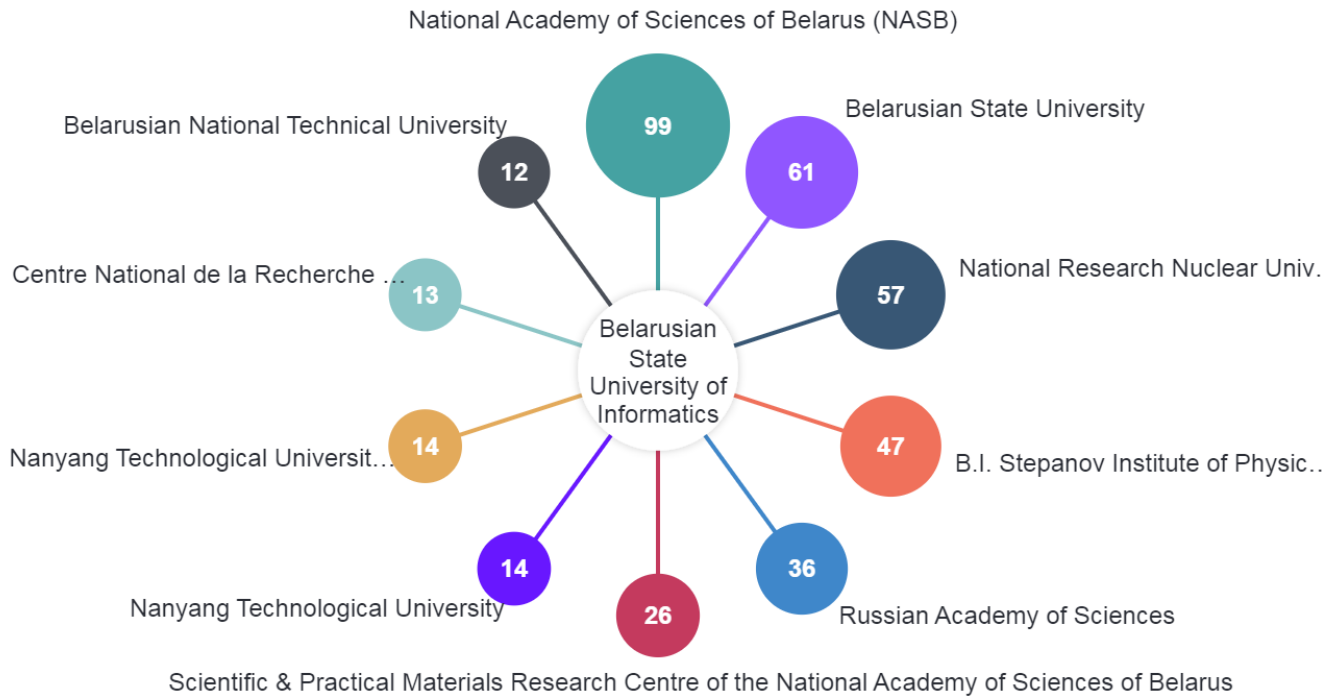 National Academy of Sciences of Belarus (NASB)
99
Belarusian State University
61
National Research Nuclear Univ.
57
B.I. Stepanov Institute of Physic..
47
Russian Academy of Sciences
36
Scientific & Practical Materials Research Centre of the National Academy of Sciences of Belarus
26
Nanyang Technological University
14
Nanyang Technological Universit...
14
Centre National de la Recherche ...
13
Belarusian National Technical University
12
Belarusian
State
University of
Informatics